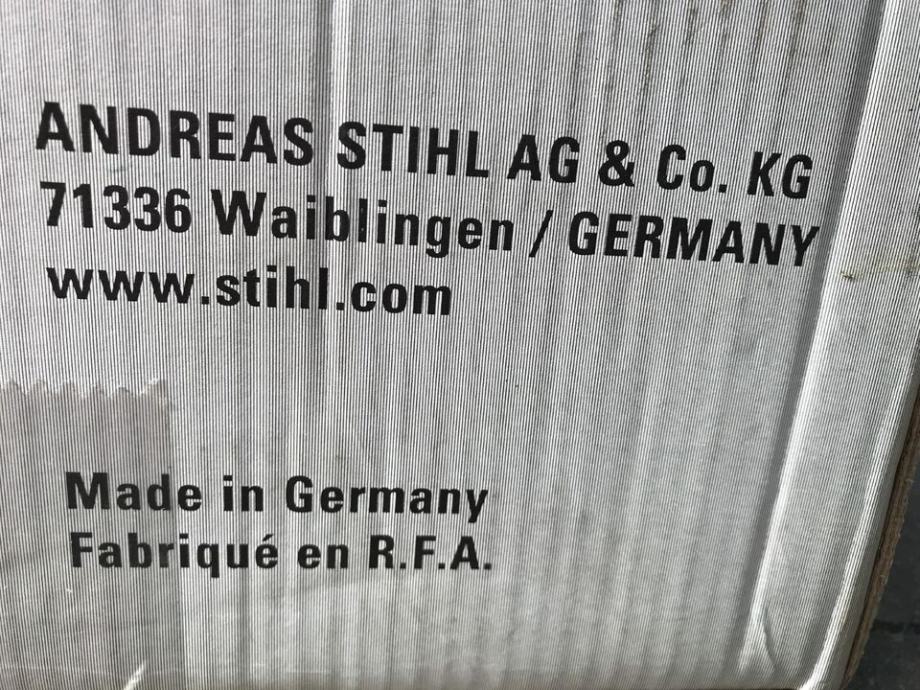 ANDREAS STIHL AG & Co. KG
71336 Waiblingen / GERMANY
www.stihl.com
Made in Germany
Fabriqué en R.F.A.